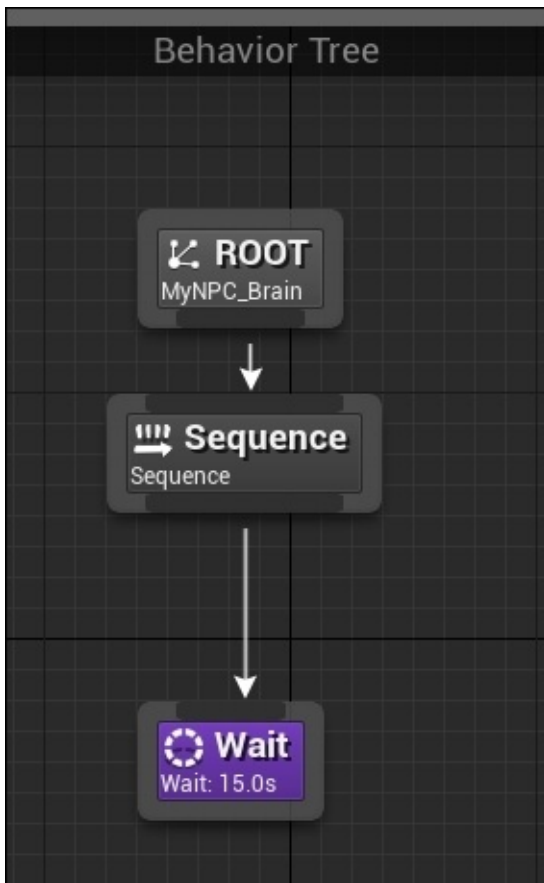 Behavior Tree
ROOT
MyNPC_Brain
Sequence
Sequence
Wait
Wait: 15.0s